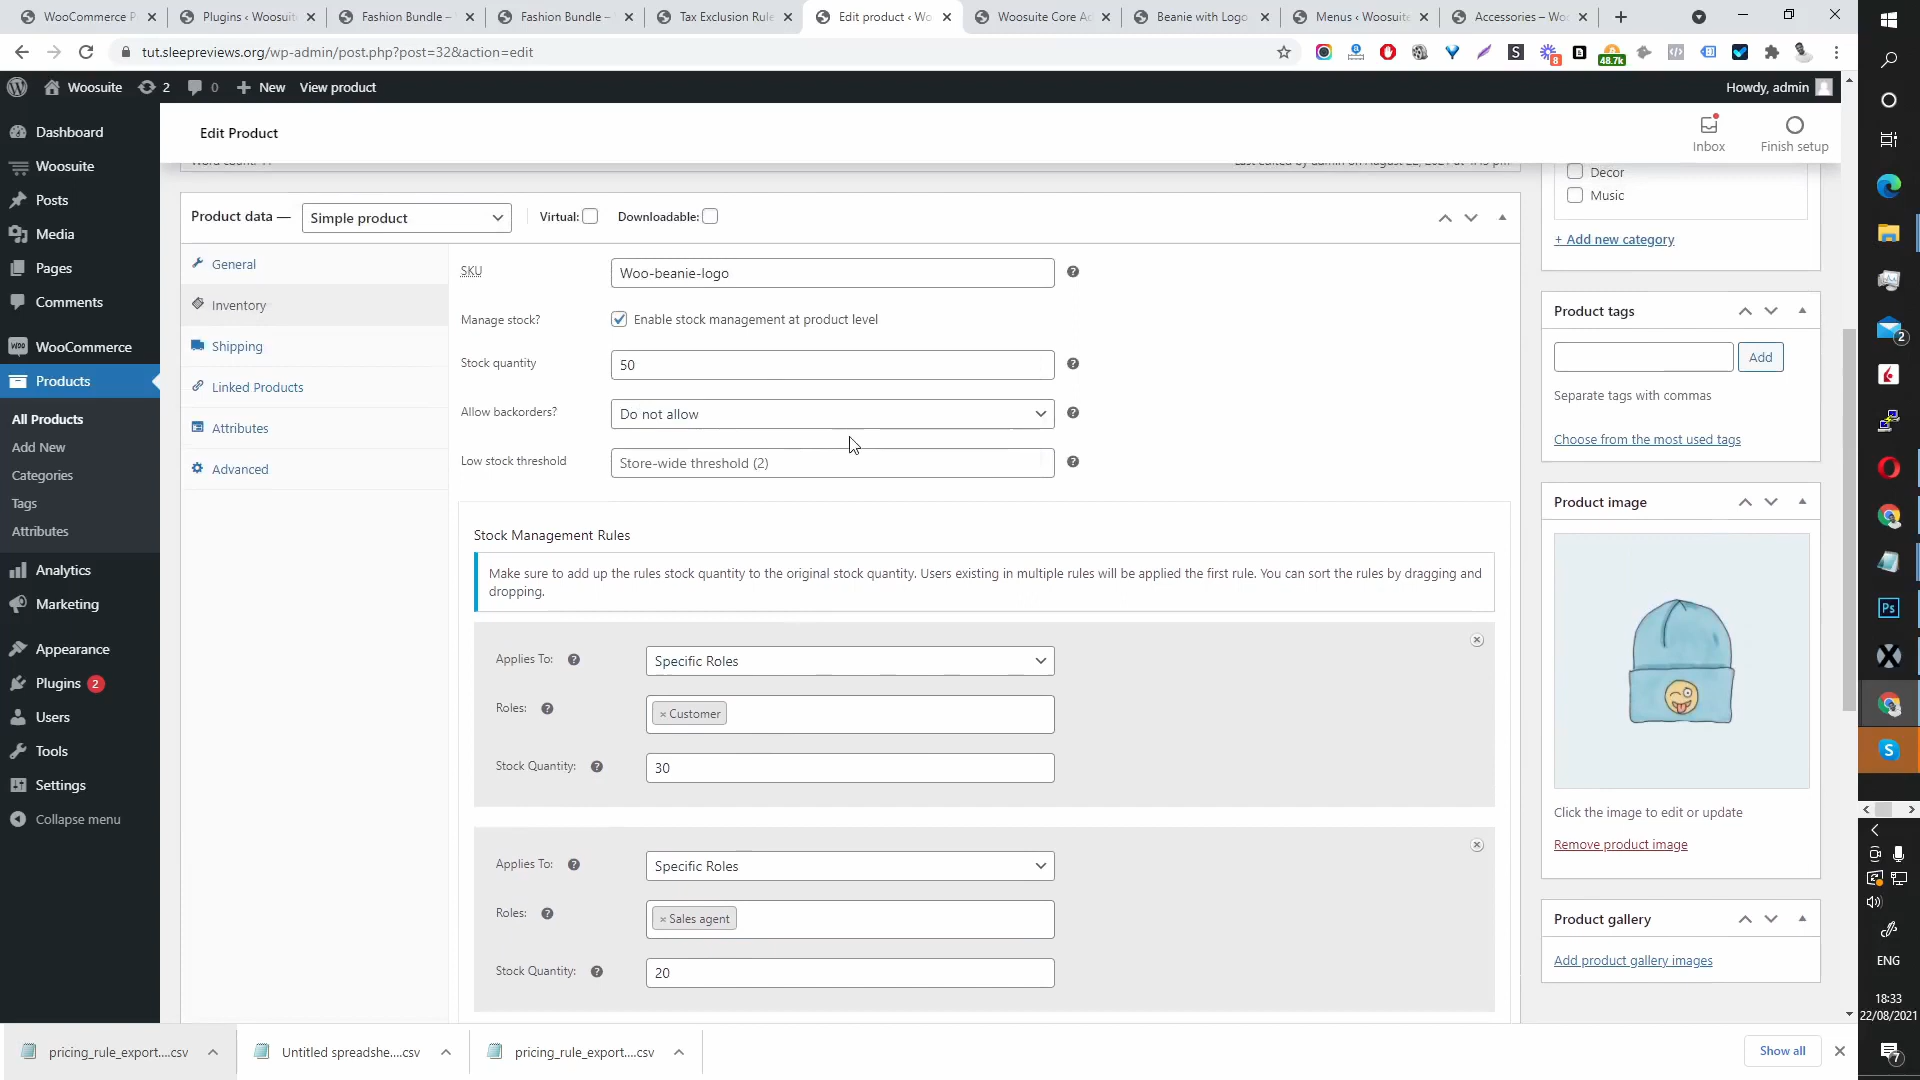 WooCommerce P
Plugins ‹ Woosuit
Fashion Bundle – 
Fashion Bundle – 
Tax Exclusion Rul
Edit product ‹ Wo
Woosuite Core Ac
Beanie with Logo
Menus ‹ Woosuite
Accessories – Wo
tut.sleepreviews.org/wp-admin/post.php?post=32&action=edit
8
48.7k
Woosuite
2
0
New
View product
Howdy, admin
Edit Product
Inbox
Finish setup
Dashboard
Woosuite
Posts
Media
Pages
Comments
WooCommerce
Products
All Products
Add New
Categories
Tags
Attributes
Analytics
Marketing
Appearance
Plugins 2
Users
Tools
Settings
Collapse menu
Product data —
Simple product
Virtual:
Downloadable:
General
Inventory
Shipping
Linked Products
Attributes
Advanced
SKU
Woo-beanie-logo
Manage stock?
Enable stock management at product level
Stock quantity
50
Allow backorders?
Do not allow
Low stock threshold
Store-wide threshold (2)
Stock Management Rules
Make sure to add up the rules stock quantity to the original stock quantity. Users existing in multiple rules will be applied the first rule. You can sort the rules by dragging and
dropping.
Applies To:
Specific Roles
Roles:
× Customer
Stock Quantity:
30
Applies To:
Specific Roles
Roles:
× Sales agent
Stock Quantity:
20
Decor
Music
+ Add new category
Product tags
Add
Separate tags with commas
Choose from the most used tags
Product image
Click the image to edit or update
Remove product image
Product gallery
Add product gallery images
pricing_rule_export....csv
Untitled spreadshe....csv
pricing_rule_export....csv
Show all
2
Ps
S
ENG
18:33
22/08/2021
7